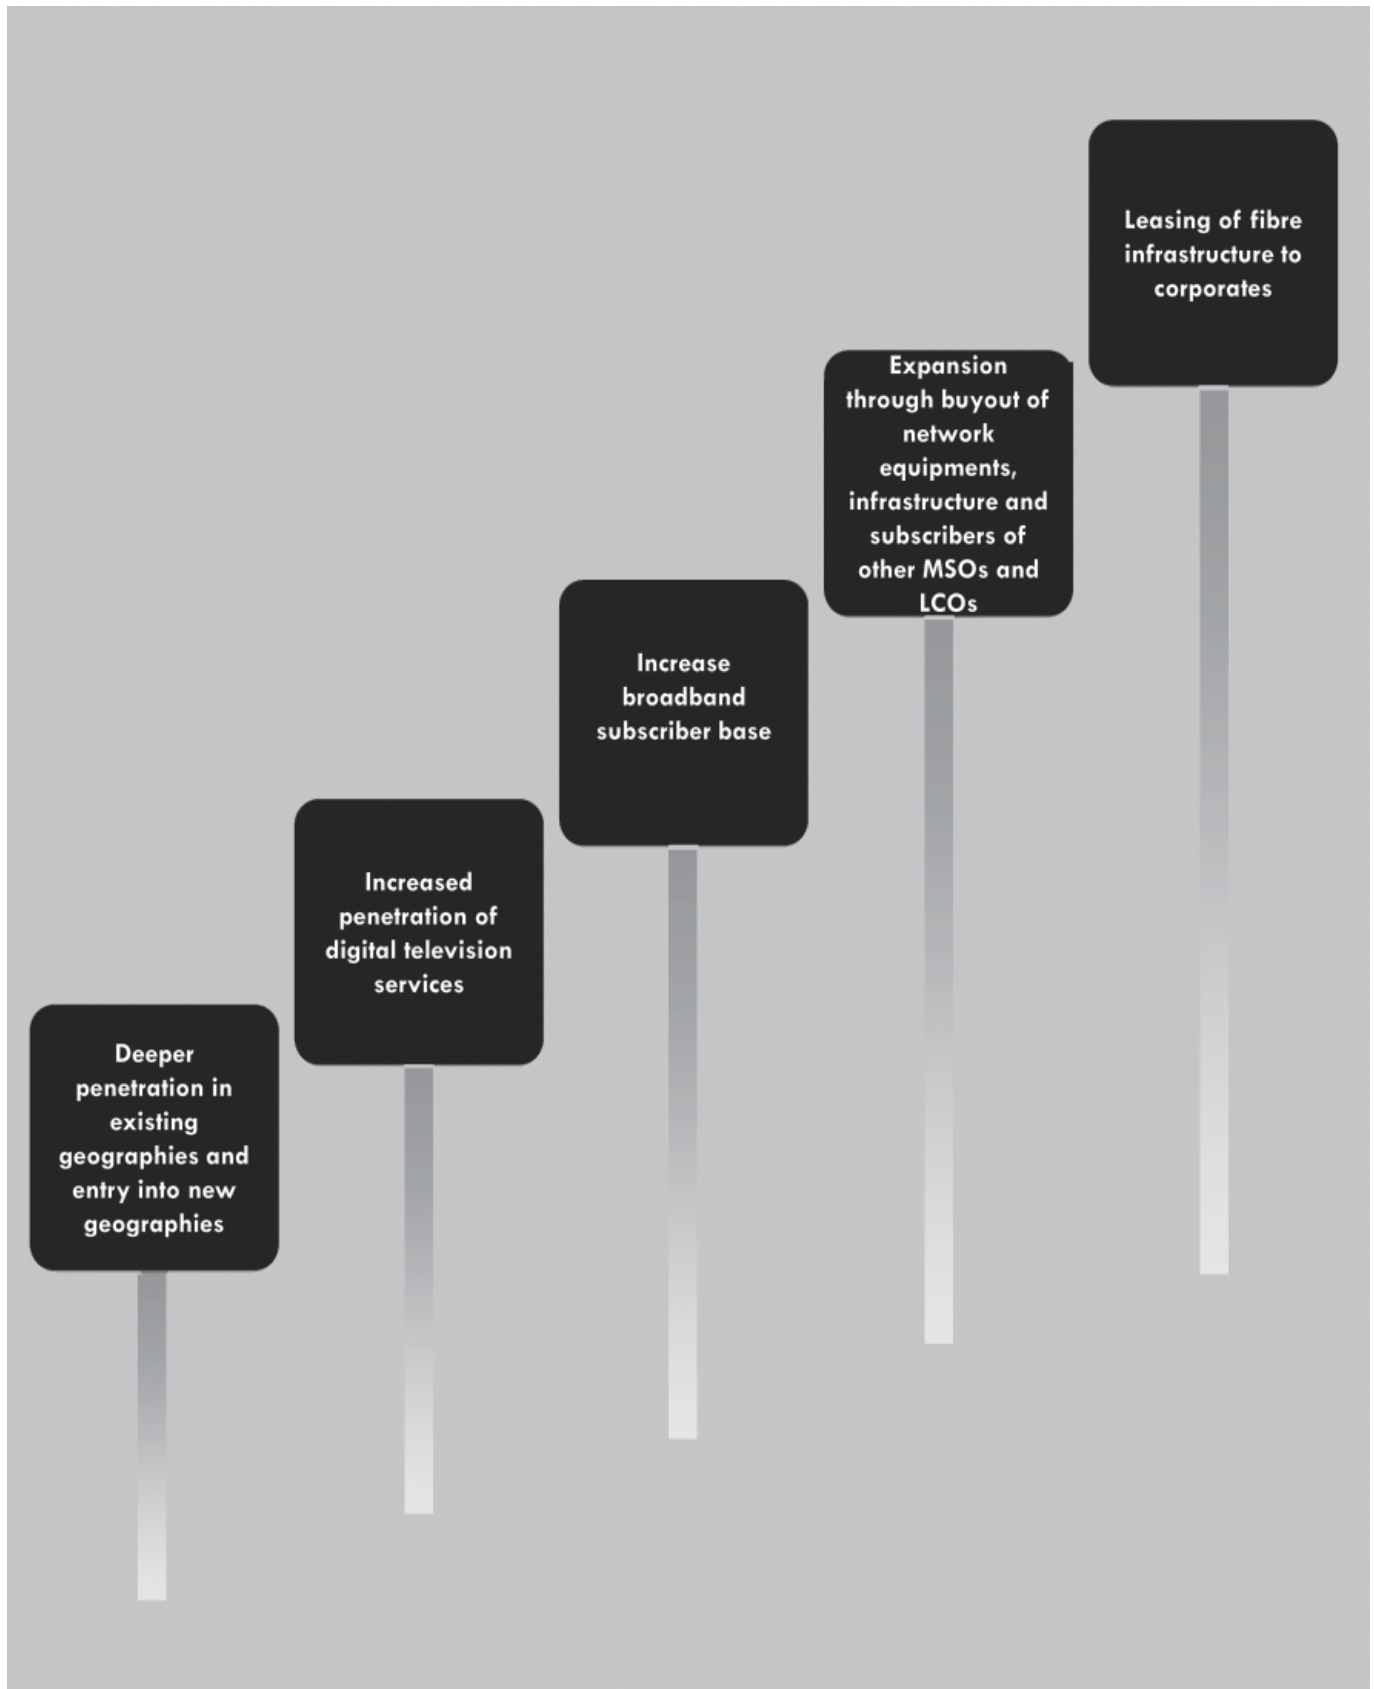 Deeper
penetration in
existing
geographies and
entry into new
geographies
Increased
penetration of
digital television
services
Increase
broadband
subscriber base
Expansion
through buyout of
network
equipments,
infrastructure and
subscribers of
other MSOs and
LCOs
Leasing of fibre
infrastructure to
corporates